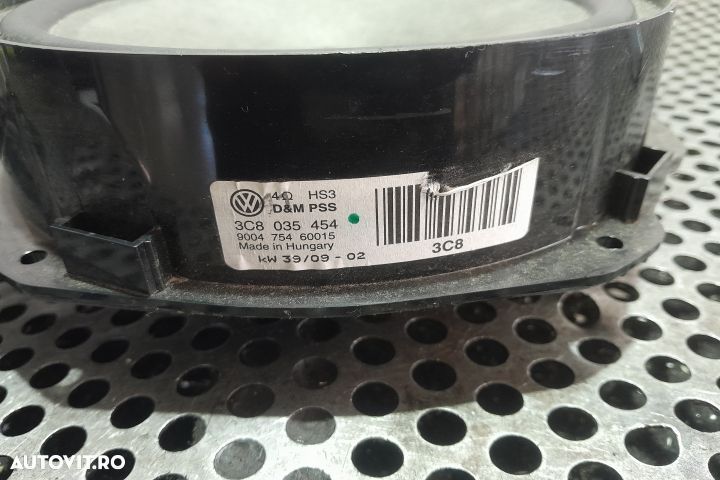 4Ω HS3
D&M PSS
3C8 035 454
9004 754 60015
Made in Hungary
kW 39/09 - 02
3C8
AUTOVIT.RO